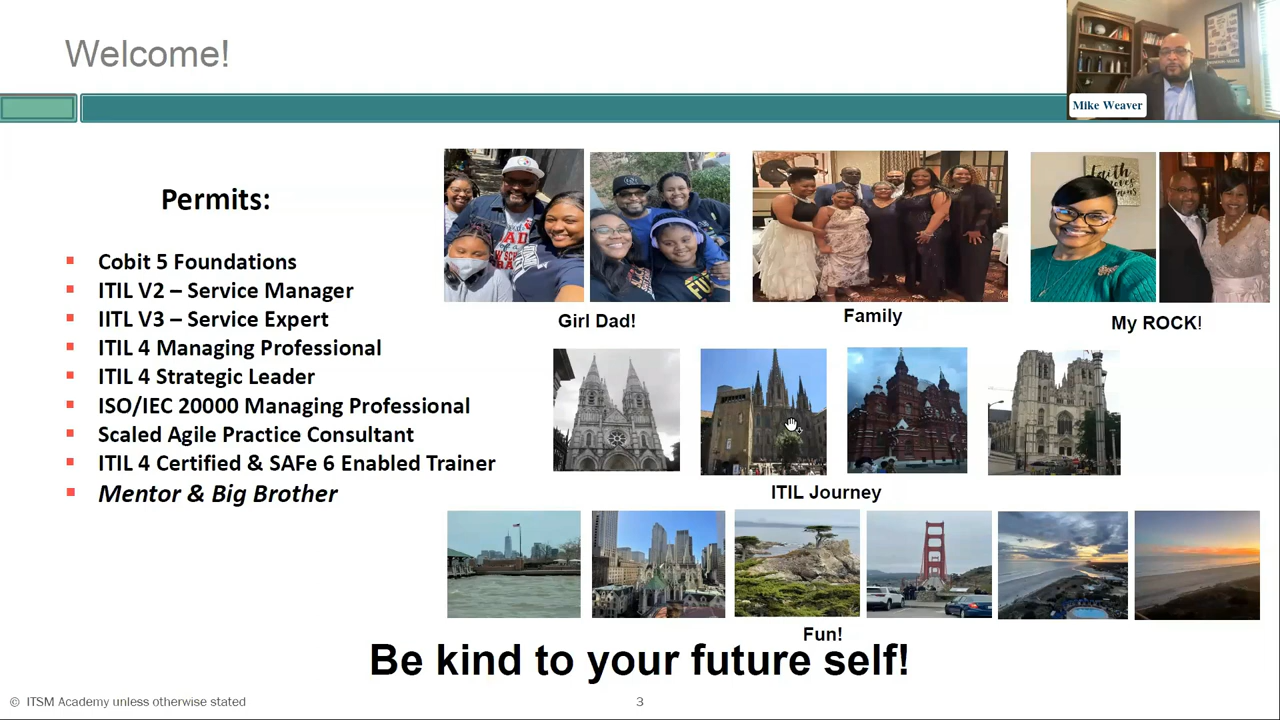 Welcome!
Mike Weaver
Permits:
Cobit 5 Foundations
ITIL V2 – Service Manager
IITL V3 – Service Expert
ITIL 4 Managing Professional
ITIL 4 Strategic Leader
ISO/IEC 20000 Managing Professional
Scaled Agile Practice Consultant
ITIL 4 Certified & SAFe 6 Enabled Trainer
Mentor & Big Brother
Girl Dad!
Family
My ROCK!
ITIL Journey
Fun!
Be kind to your future self!
© ITSM Academy unless otherwise stated
3